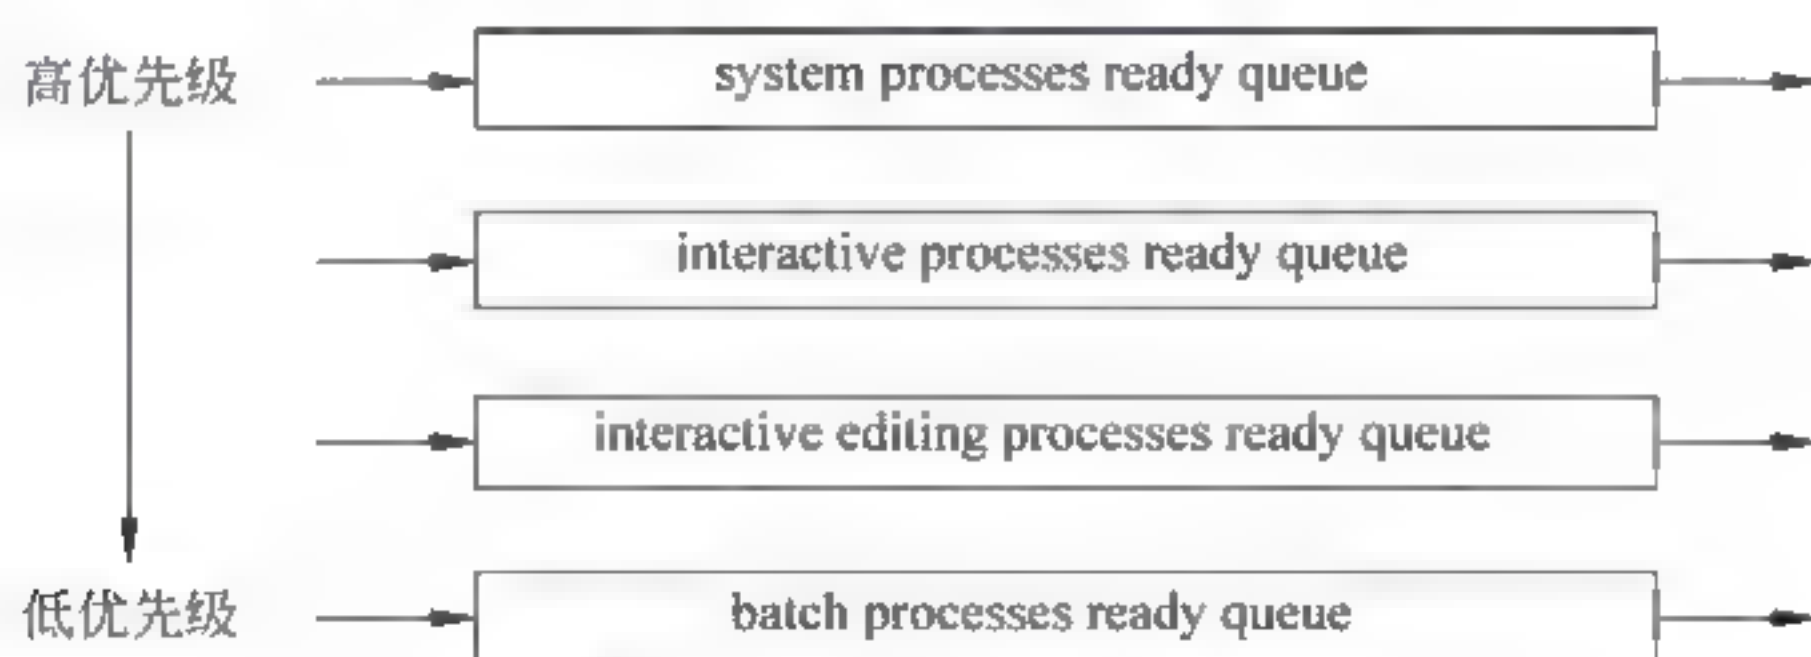 高优先级
system processes ready queue
interactive processes ready queue
interactive editing processes ready queue
低优先级
batch processes ready queue